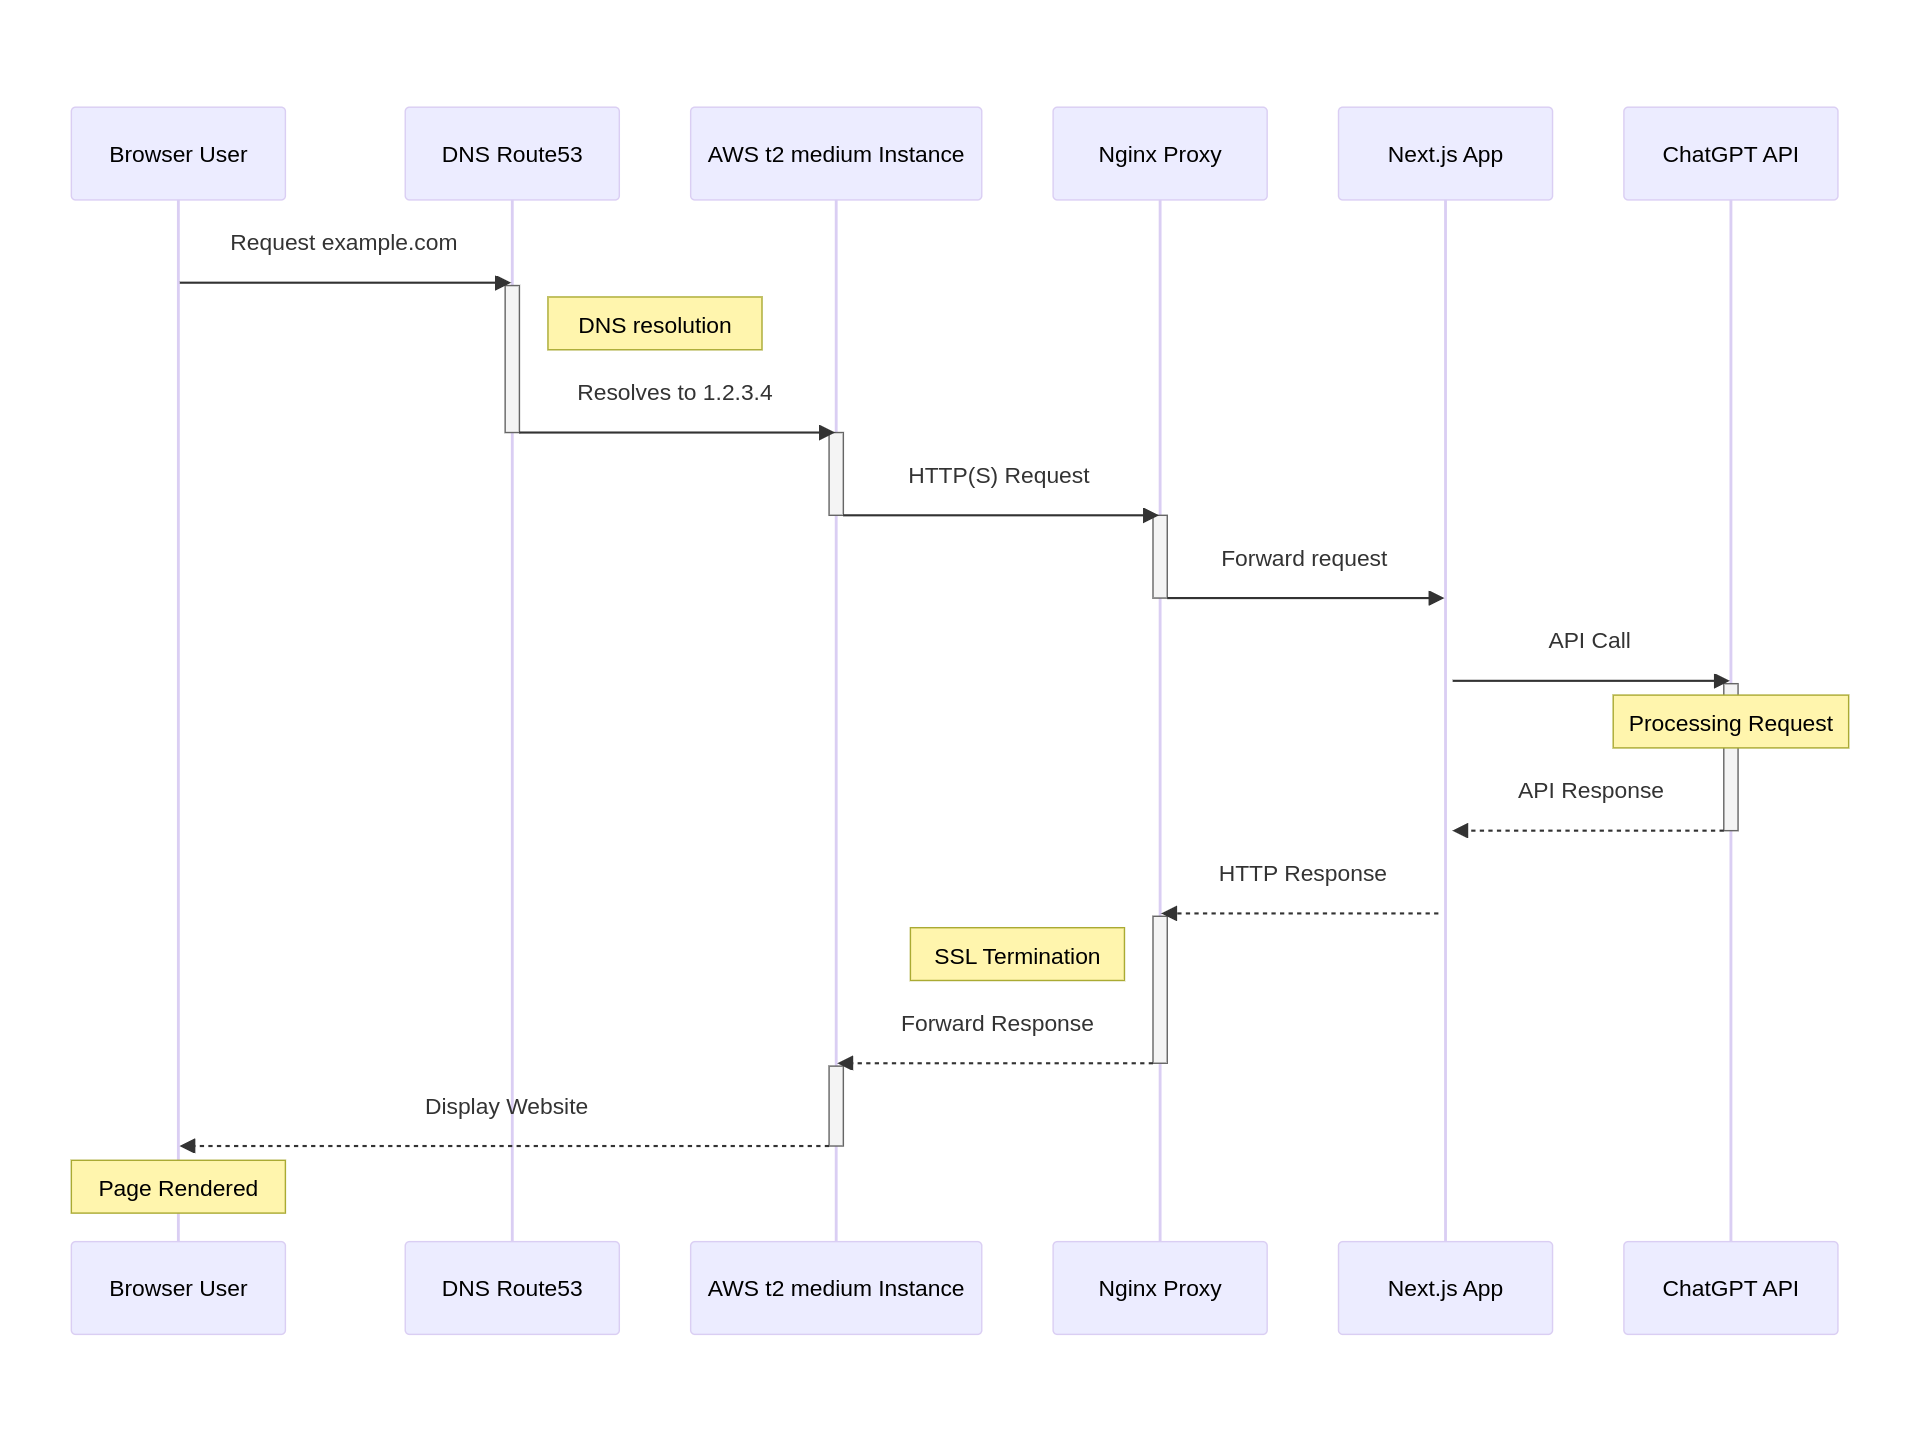 Browser User
DNS Route53
AWS t2 medium Instance
Nginx Proxy
Next.js App
ChatGPT API
Request example.com
DNS resolution
Resolves to 1.2.3.4
HTTP(S) Request
Forward request
API Call
Processing Request
API Response
HTTP Response
SSL Termination
Forward Response
Display Website
Page Rendered
Browser User
DNS Route53
AWS t2 medium Instance
Nginx Proxy
Next.js App
ChatGPT API